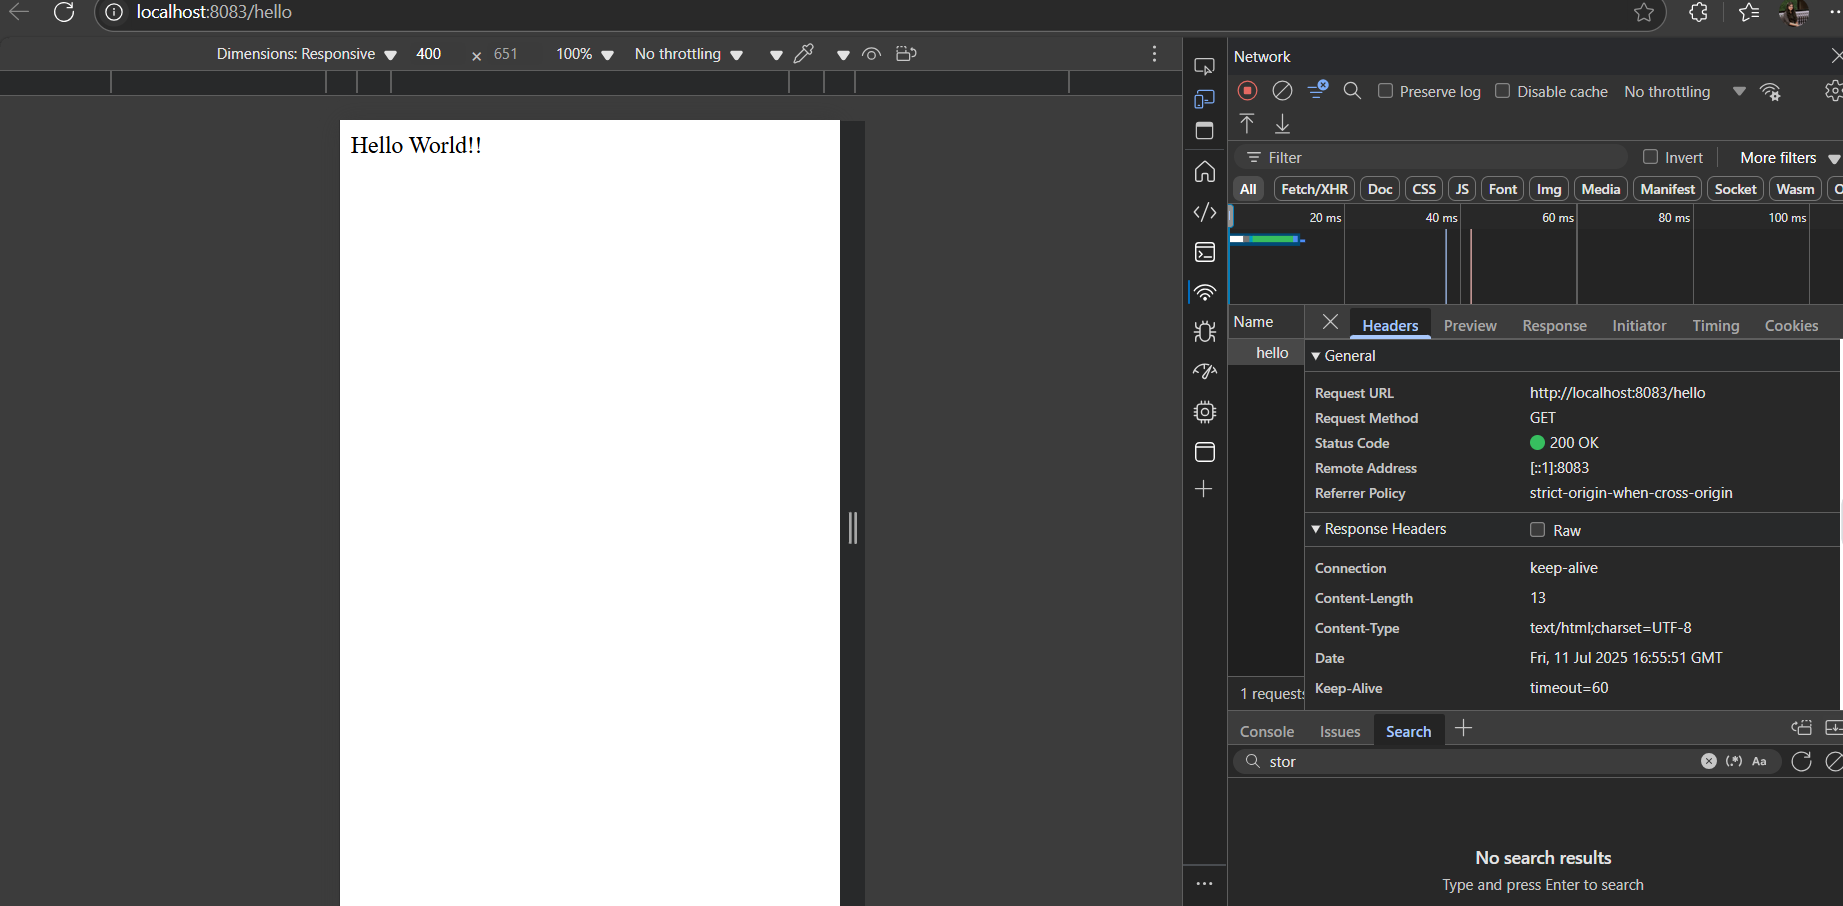 localhost:8083/hello
Dimensions: Responsive 400 × 651 100% No throttling
Hello World!!
Network
Preserve log Disable cache No throttling
Filter Invert More filters
All Fetch/XHR Doc CSS JS Font Img Media Manifest Socket Wasm
20 ms 40 ms 60 ms 80 ms 100 ms
Name
hello
1 requests
Headers Preview Response Initiator Timing Cookies
General
Request URL http://localhost:8083/hello
Request Method GET
Status Code 200 OK
Remote Address [::1]:8083
Referrer Policy strict-origin-when-cross-origin
Response Headers Raw
Connection keep-alive
Content-Length 13
Content-Type text/html;charset=UTF-8
Date Fri, 11 Jul 2025 16:55:51 GMT
Keep-Alive timeout=60
Console Issues Search
stor (.*) Aa
No search results
Type and press Enter to search